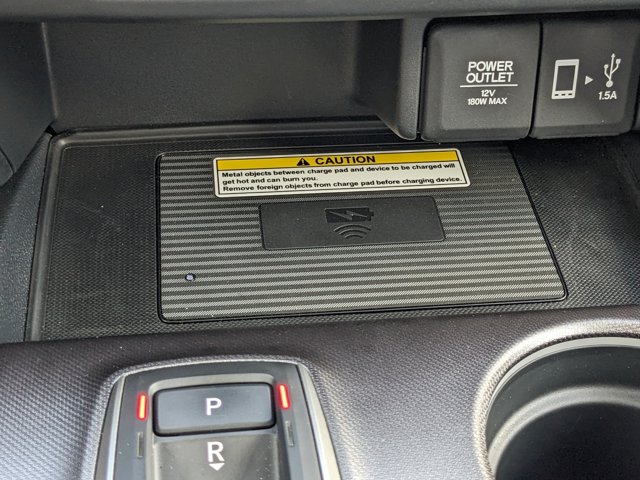 POWER
OUTLET
12V
180W MAX
1.5A
CAUTION
Metal objects between charge pad and device to be charged will
get hot and can burn you.
Remove foreign objects from charge pad before charging device.
P
R